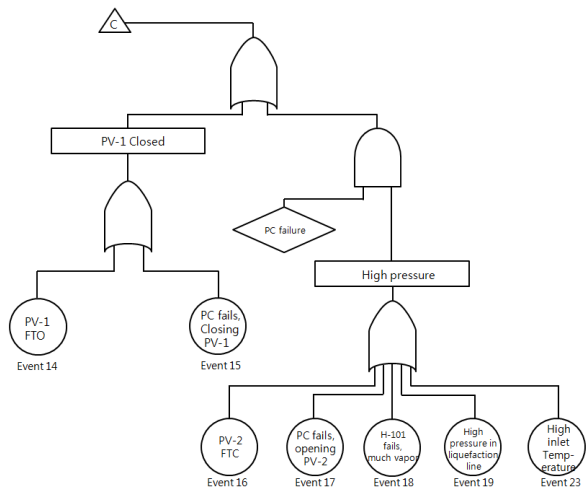 C
PV-1 Closed
PC failure
High pressure
PV-1
FTO
Event 14
PC fails,
Closing
PV-1
Event 15
PV-2
FTC
Event 16
PC fails,
opening
PV-2
Event 17
H-101
fails,
much vapor
Event 18
High
pressure in
liquefaction
line
Event 19
High
inlet
Temp-
erature
Event 23